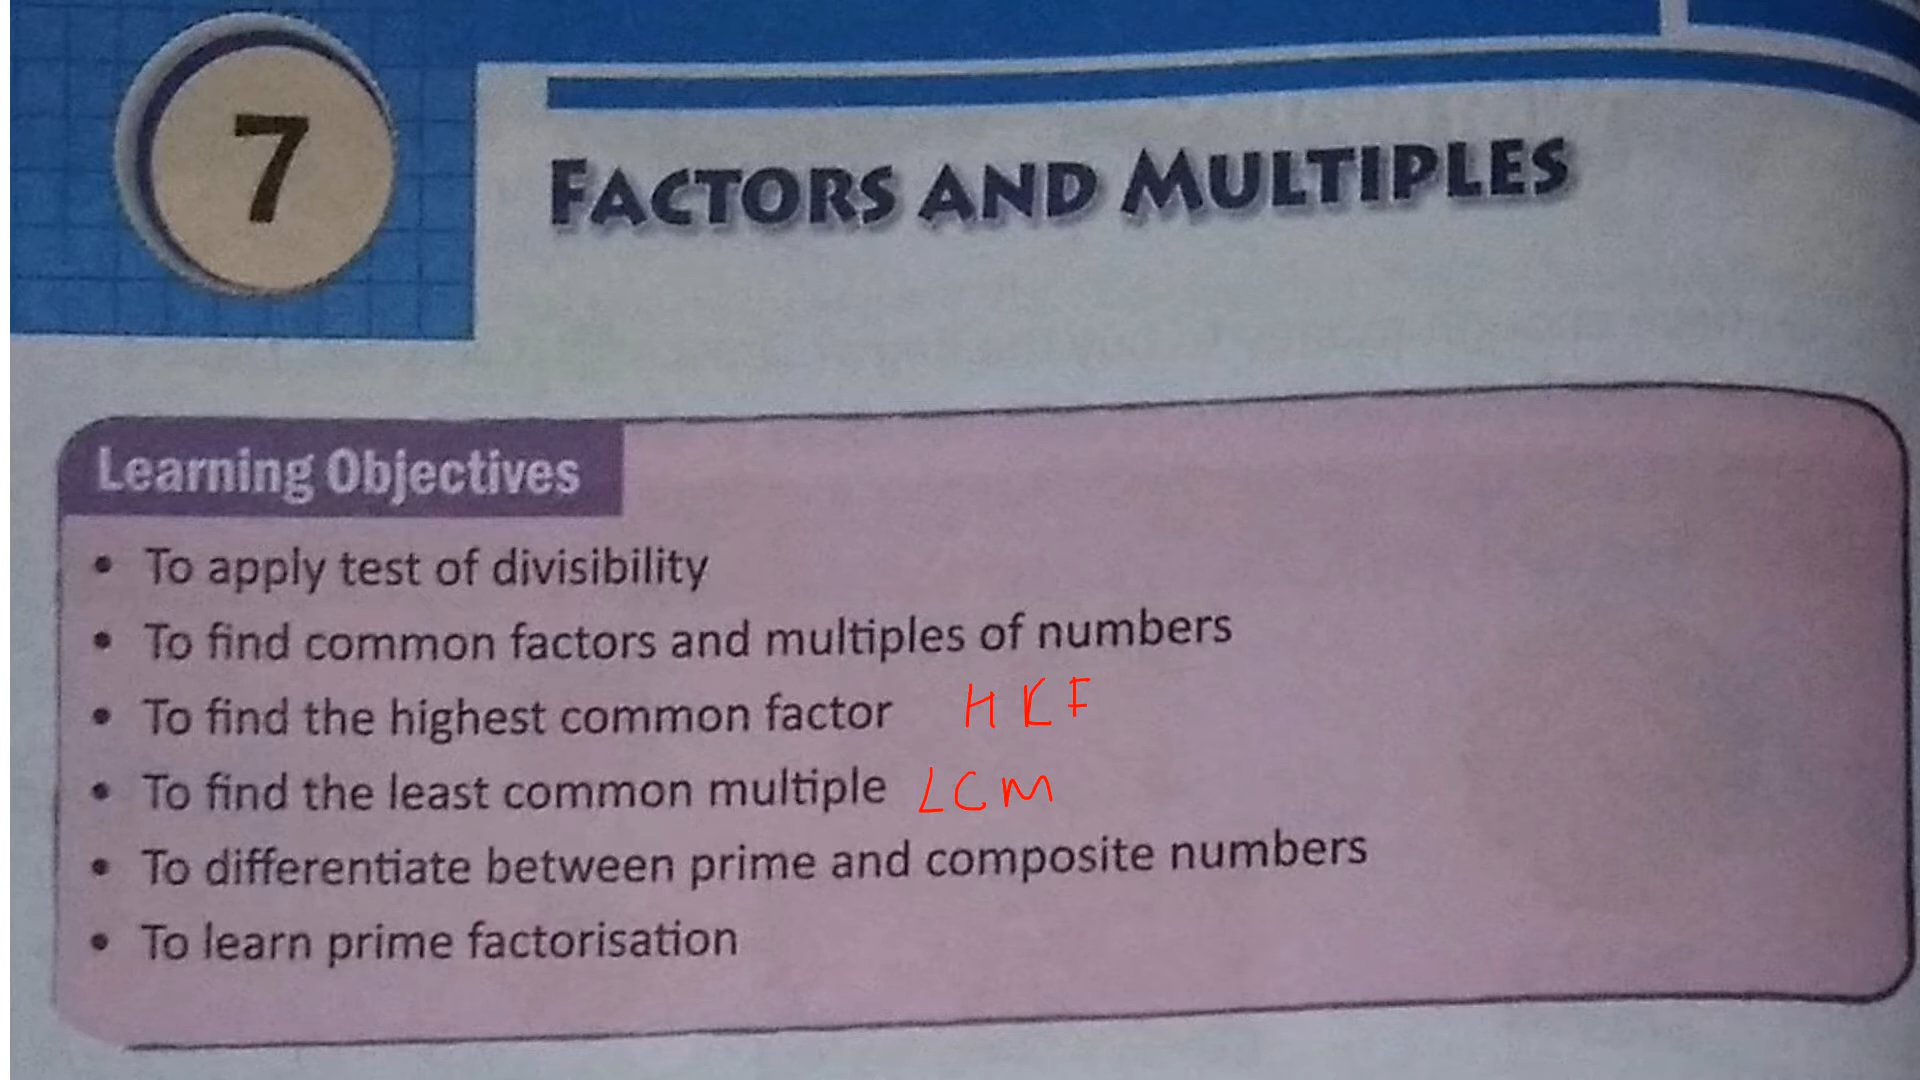 7
FACTORS AND MULTIPLES
Learning Objectives
• To apply test of divisibility
• To find common factors and multiples of numbers
• To find the highest common factor HCF
• To find the least common multiple LCM
• To differentiate between prime and composite numbers
• To learn prime factorisation